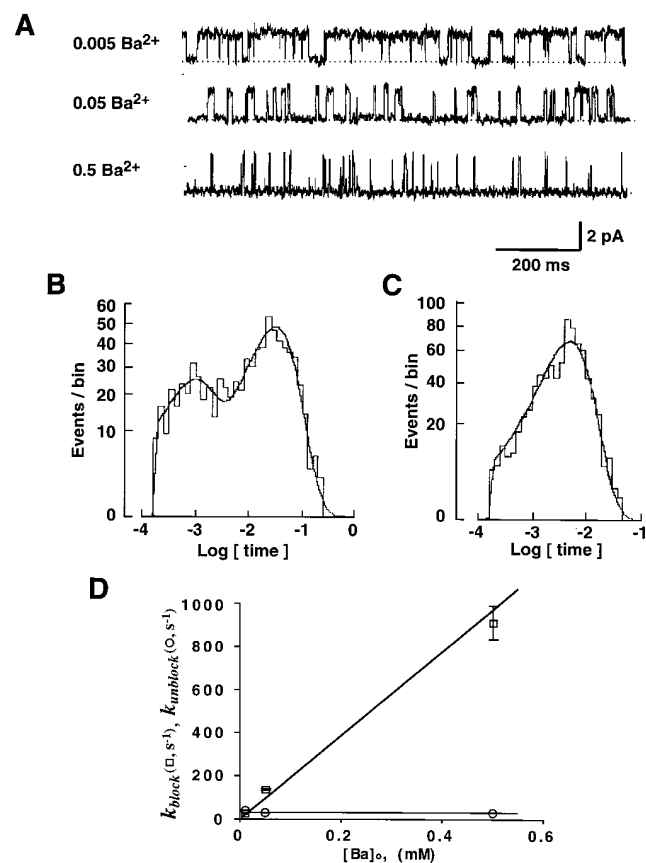 A
0.005 Ba2+
0.05 Ba2+
0.5 Ba2+
2 pA
200 ms
B
60
50
40
30
20
10
0
Events / bin
-4 -3 -2 -1 0
Log [ time ]
C
100
80
60
40
20
0
Events / bin
-4 -3 -2 -1
Log [ time ]
D
1000
800
600
400
200
0
kblock(□, s-1), kunblock(○, s-1)
0 0.2 0.4 0.6
[Ba]o, (mM)